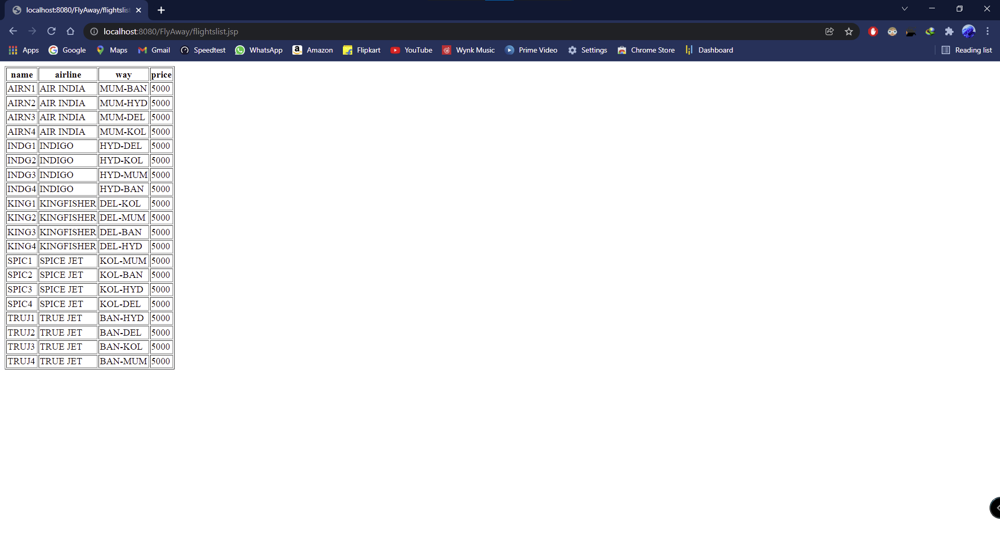 localhost:8080/FlyAway/flightslist
localhost:8080/FlyAway/flightslist.jsp
Apps Google Maps Gmail Speedtest WhatsApp Amazon Flipkart YouTube Wynk Music Prime Video Settings Chrome Store Dashboard Reading list
name airline way price
AIRN1 AIR INDIA MUM-BAN 5000
AIRN2 AIR INDIA MUM-HYD 5000
AIRN3 AIR INDIA MUM-DEL 5000
AIRN4 AIR INDIA MUM-KOL 5000
INDG1 INDIGO HYD-DEL 5000
INDG2 INDIGO HYD-KOL 5000
INDG3 INDIGO HYD-MUM 5000
INDG4 INDIGO HYD-BAN 5000
KING1 KINGFISHER DEL-KOL 5000
KING2 KINGFISHER DEL-MUM 5000
KING3 KINGFISHER DEL-BAN 5000
KING4 KINGFISHER DEL-HYD 5000
SPIC1 SPICE JET KOL-MUM 5000
SPIC2 SPICE JET KOL-BAN 5000
SPIC3 SPICE JET KOL-HYD 5000
SPIC4 SPICE JET KOL-DEL 5000
TRUJ1 TRUE JET BAN-HYD 5000
TRUJ2 TRUE JET BAN-DEL 5000
TRUJ3 TRUE JET BAN-KOL 5000
TRUJ4 TRUE JET BAN-MUM 5000